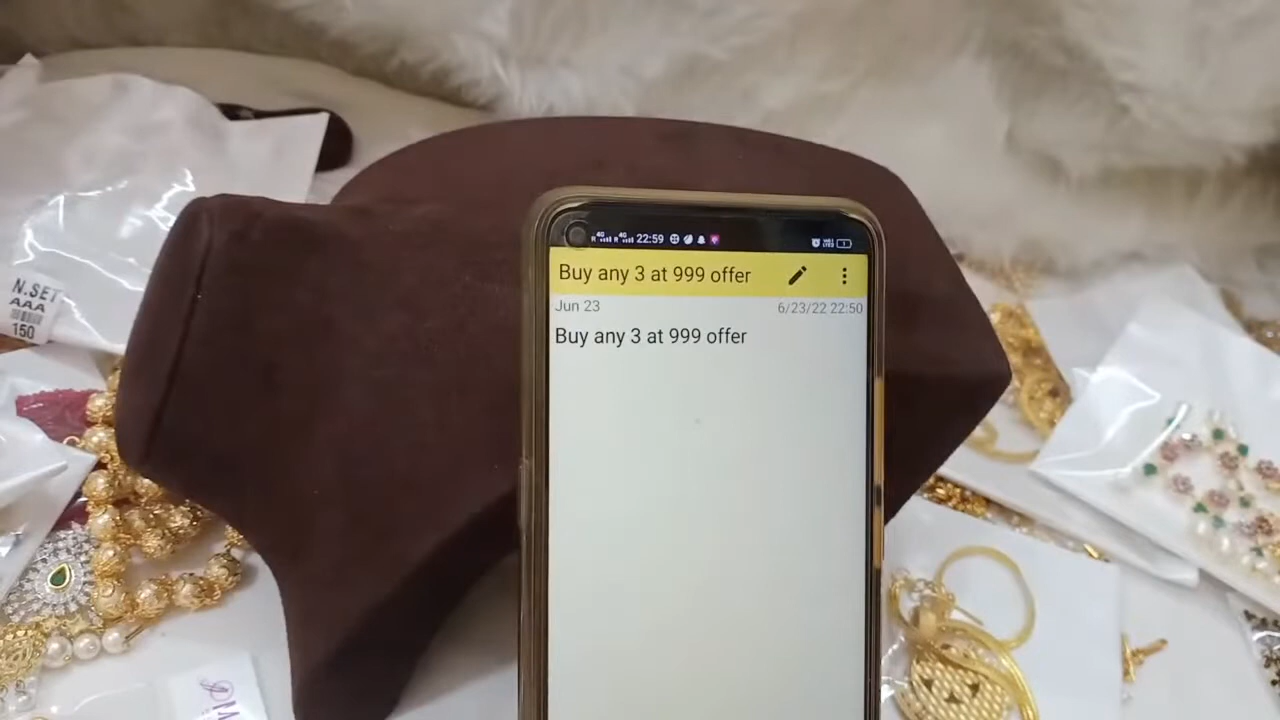 22:59
Buy any 3 at 999 offer
Jun 23 6/23/22 22:50
Buy any 3 at 999 offer
N.SET
AAA
150